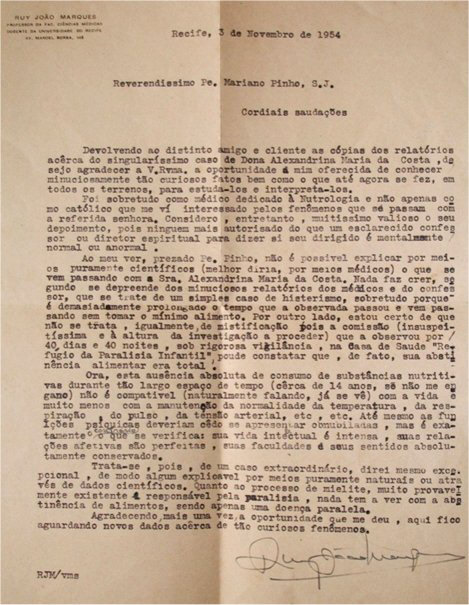 RUY JOÃO MARQUES
PROFESSOR DA FAC. CIÊNCIAS MÉDICAS
DOCENTE DA UNIVERSIDADE DO RECIFE
AV. MANOEL BORBA,
Recife, 3 de Novembro de 1954
Reverendissimo Pe. Mariano Pinho, S.J.
Cordiais saudações
Devolvendo ao distinto amigo e cliente as cópias dos relatórios
acêrca do singularíssimo caso de Dona Alexandrina Maria da Costa , de
sejo agradecer a V.Rvma. a oportunidade a mim oferecida de conhecer
minuciosamente tão curiosos fatos bem como o que até agora se fez, em
todos os terrenos, para estuda-los e interpreta-los.
Foi sobretudo como médico dedicado à Nutrologia e não apenas co
mo católico que me vi interessado pelos fenômenos que se passam com
a referida senhora. Considero , entretanto , multissimo valioso o seu
depoimento, pois ninguem mais autorisado do que um esclarecido confes
sor ou diretor espiritual para dizer si seu dirigido é mentalmente
normal ou anormal .
Ao meu ver, prezado Pe. Pinho, não é possivel explicar por mei-
os puramente científicos (melhor diria, por meios médicos) o que se
vem passando com a Sra, Alexandrina Maria da Costa, Nada faz crer, se
gundo se depreende dos minuciosos relatórios dos médicos e do confes
sor, que se trate de um simples caso de histerismo, sobretudo porque
é demasiadamente prolongado o tempo que a observada passou e vem pas-
sando sem tomar o mínimo alimento. Por outro lado, estou certo de que
não se trata , igualmente,de mistificação pois a comissão (insuspei-
tíssima e à altura da investigação a proceder) que a observou por
40 dias e 40 noites, sob rigorosa vigilância , na Casa de Saude "Re-
fúgio da Paralisia Infantil", poude constatar que , de fato, sua absti
nência alimentar era total .
Ora, esta ausência absoluta de consumo de substâncias nutriti-
vas durante tão largo espaço de tempo (cêrca de 14 anos, sé não me en
gano) não é compativel (naturalmente falando, já se vê) com a vida e
muito menos com a manutenção da normalidade da temperatura , da res-
piração , do pulso , da tensão arterial, etc., Até mesmo as fun
ições psíquicas deveriam cêdo se apresentar obnubiladas , mas é exa-
tamente o que se verifica: sua vida intectual é intensa , suas rela-
ções afetivas são perfeitas , suas faculdades e seus sentidos absolu-
tamente conservados.
Trata-se , pois , de um caso extraordinário, direi mesmo exce
pcional , de modo algum explicavel por meios puramente naturais ou atra
vés de dados científicos. Quanto ao processo de mielite, muito provavel
mente existente e responsável pela paralisia , nada tem a ver com a abs
tinência de alimentos, sendo apenas uma doença paralela.
Agradecendo,mais uma vez,a oportunidade que me deu , aqui fico
aguardando novos dados acêrca de tão curiosos fenômenos.
Ruy João Marques
RJM/vms